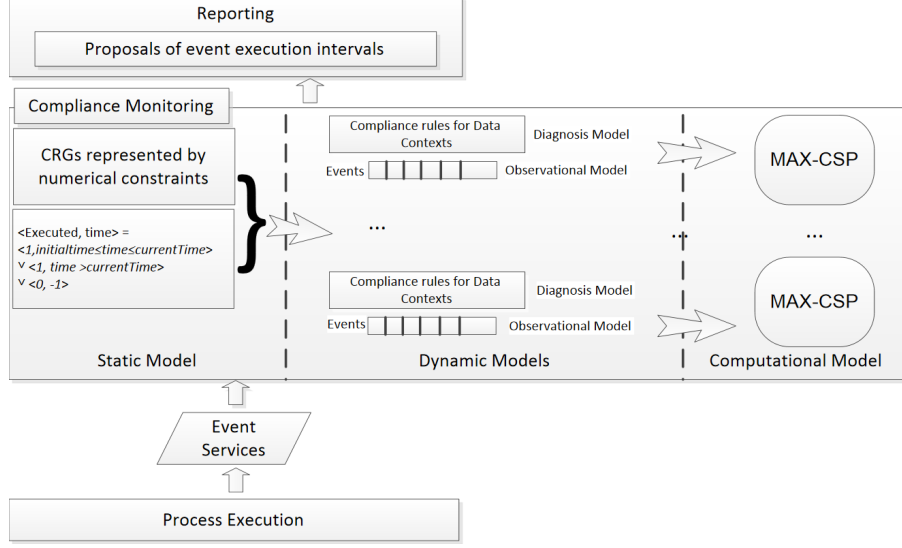 Reporting
Proposals of event execution intervals
Compliance Monitoring
CRGs represented by
numerical constraints
<Executed, time> =
<1,initialtime≤time≤currentTime>
∨ <1, time >currentTime>
∨ <0, -1>
Static Model
Compliance rules for Data
Contexts
Diagnosis Model
Events
Observational Model
...
Compliance rules for Data
Contexts
Diagnosis Model
Events
Observational Model
Dynamic Models
...
MAX-CSP
...
MAX-CSP
Computational Model
Event
Services
Process Execution